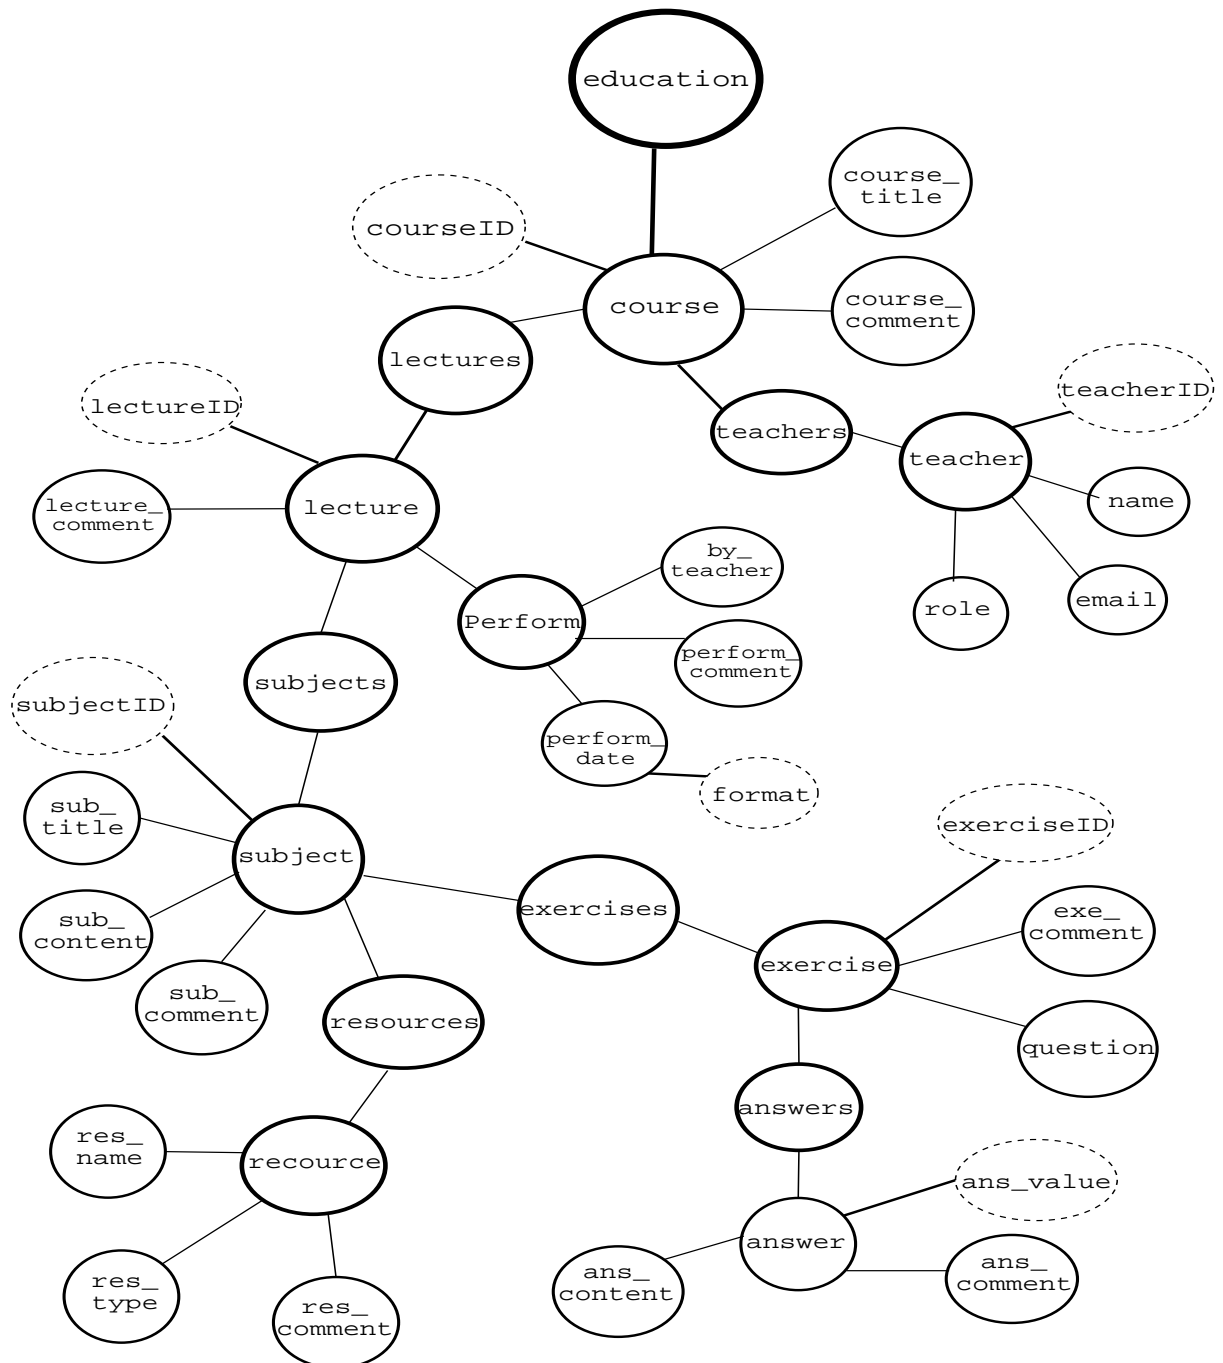 education
course_
title
courseID
course
course_
comment
lectures
teacherID
lectureID
teachers
teacher
lecture_
comment
lecture
name
by_
teacher
role
email
Perform
perform_
comment
subjects
subjectID
perform_
date
format
sub_
title
exerciseID
subject
exercises
exe_
comment
sub_
content
exercise
sub_
comment
resources
question
answers
res_
name
recource
ans_value
answer
ans_
content
ans_
comment
res_
type
res_
comment